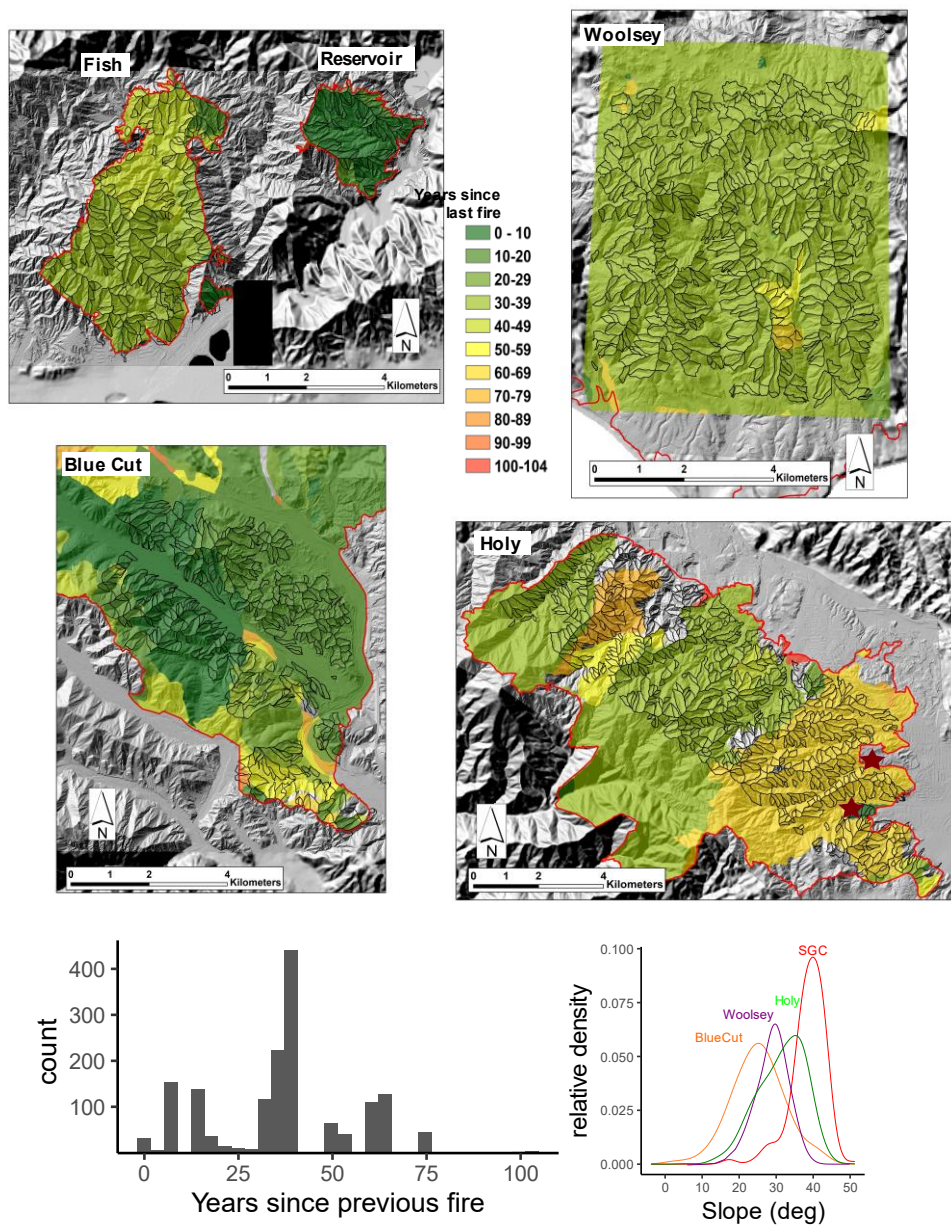 Fish
Reservoir
N
0 1 2 4
Kilometers
Woolsey
0 1 2 4
Kilometers
N
Years since
last fire
0 - 10
10-20
20-29
30-39
40-49
50-59
60-69
70-79
80-89
90-99
100-104
Blue Cut
N
0 1 2 4
Kilometers
Holy
N
0 1 2 4
Kilometers
count
400
300
200
100
0 25 50 75 100
Years since previous fire
relative density
0.100
0.075
0.050
0.025
0.000
SGC
Holy
Woolsey
BlueCut
0 10 20 30 40 50
Slope (deg)